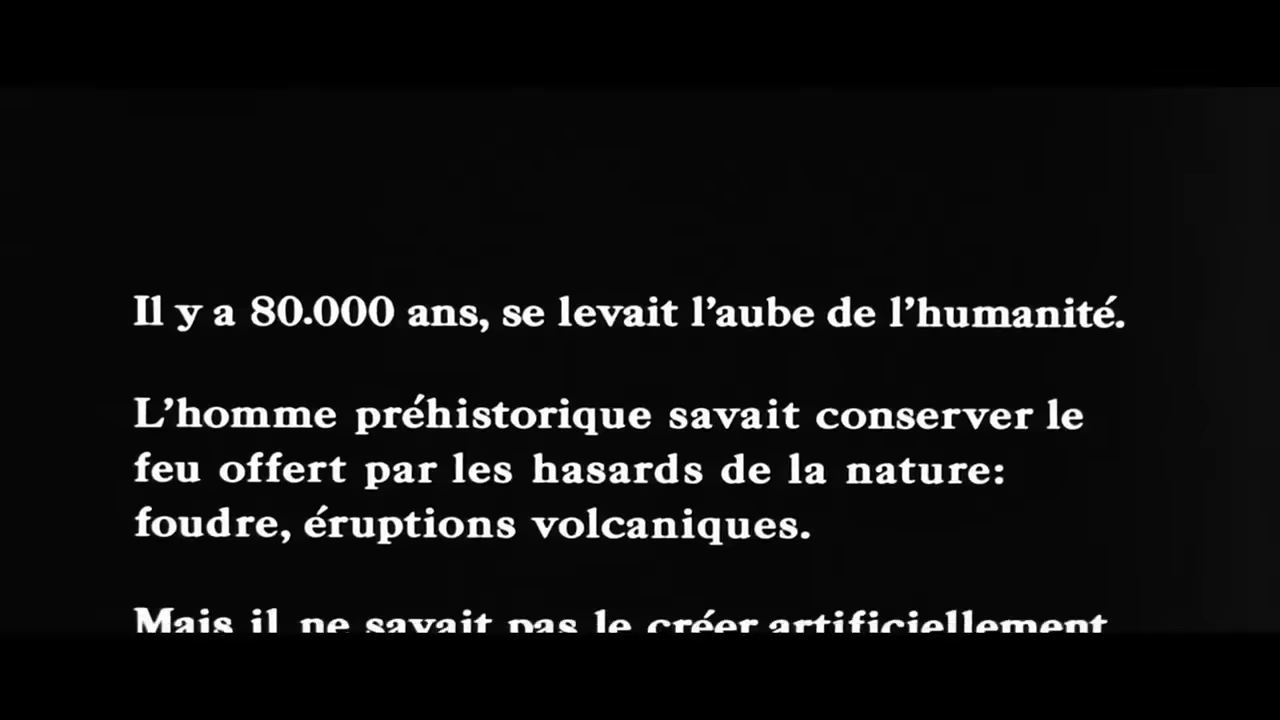 Il y a 80.000 ans, se levait l’aube de l’humanité.
L’homme préhistorique savait conserver le
feu offert par les hasards de la nature:
foudre, éruptions volcaniques.
Mais il ne savait pas le créer artificiellement